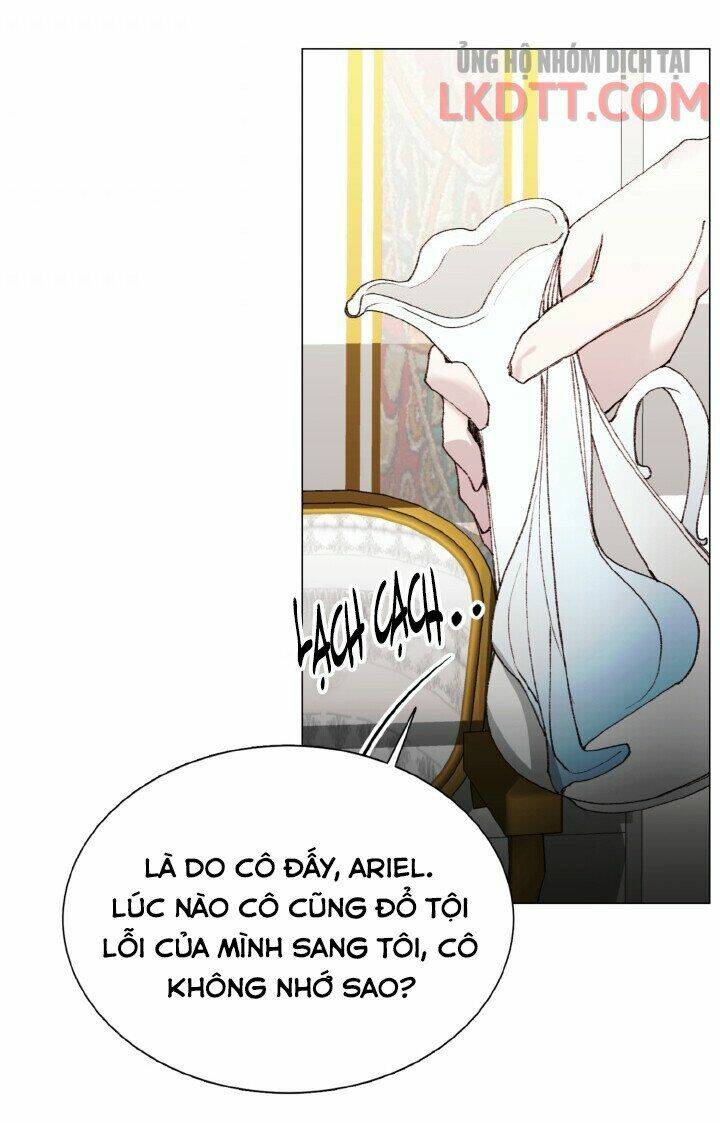 ỦNG HỘ NHÓM DỊCH TẠI
LKDTT.COM
LẠCH CẠCH..
LÀ DO CÔ ĐẤY, ARIEL.
LÚC NÀO CÔ CŨNG ĐỔ TỘI
LỖI CỦA MÌNH SANG TÔI, CÔ
KHÔNG NHỚ SAO?